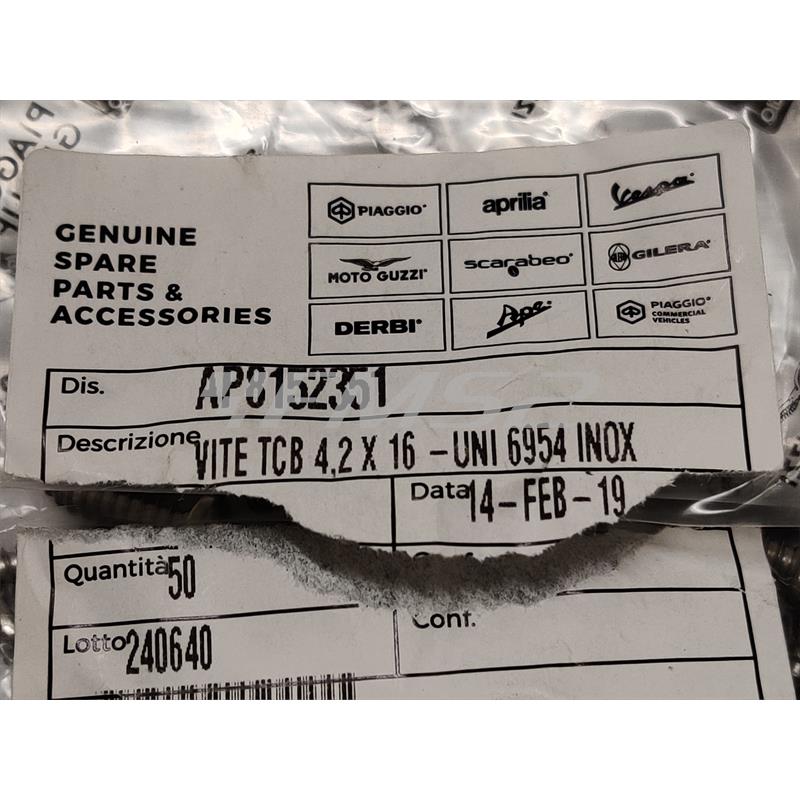 GENUINE
SPARE
PARTS &
ACCESSORIES
PIAGGIO aprilia Vespa
MOTO GUZZI scarabeo GILERA
DERBI Ape PIAGGIO
COMMERCIAL
VEHICLES
Dis. AP8152351
Descrizione VITE TCB 4,2 X 16 -UNI 6954 INOX
Data 14-FEB-19
Quantità 50
Conf.
Lotto 240640